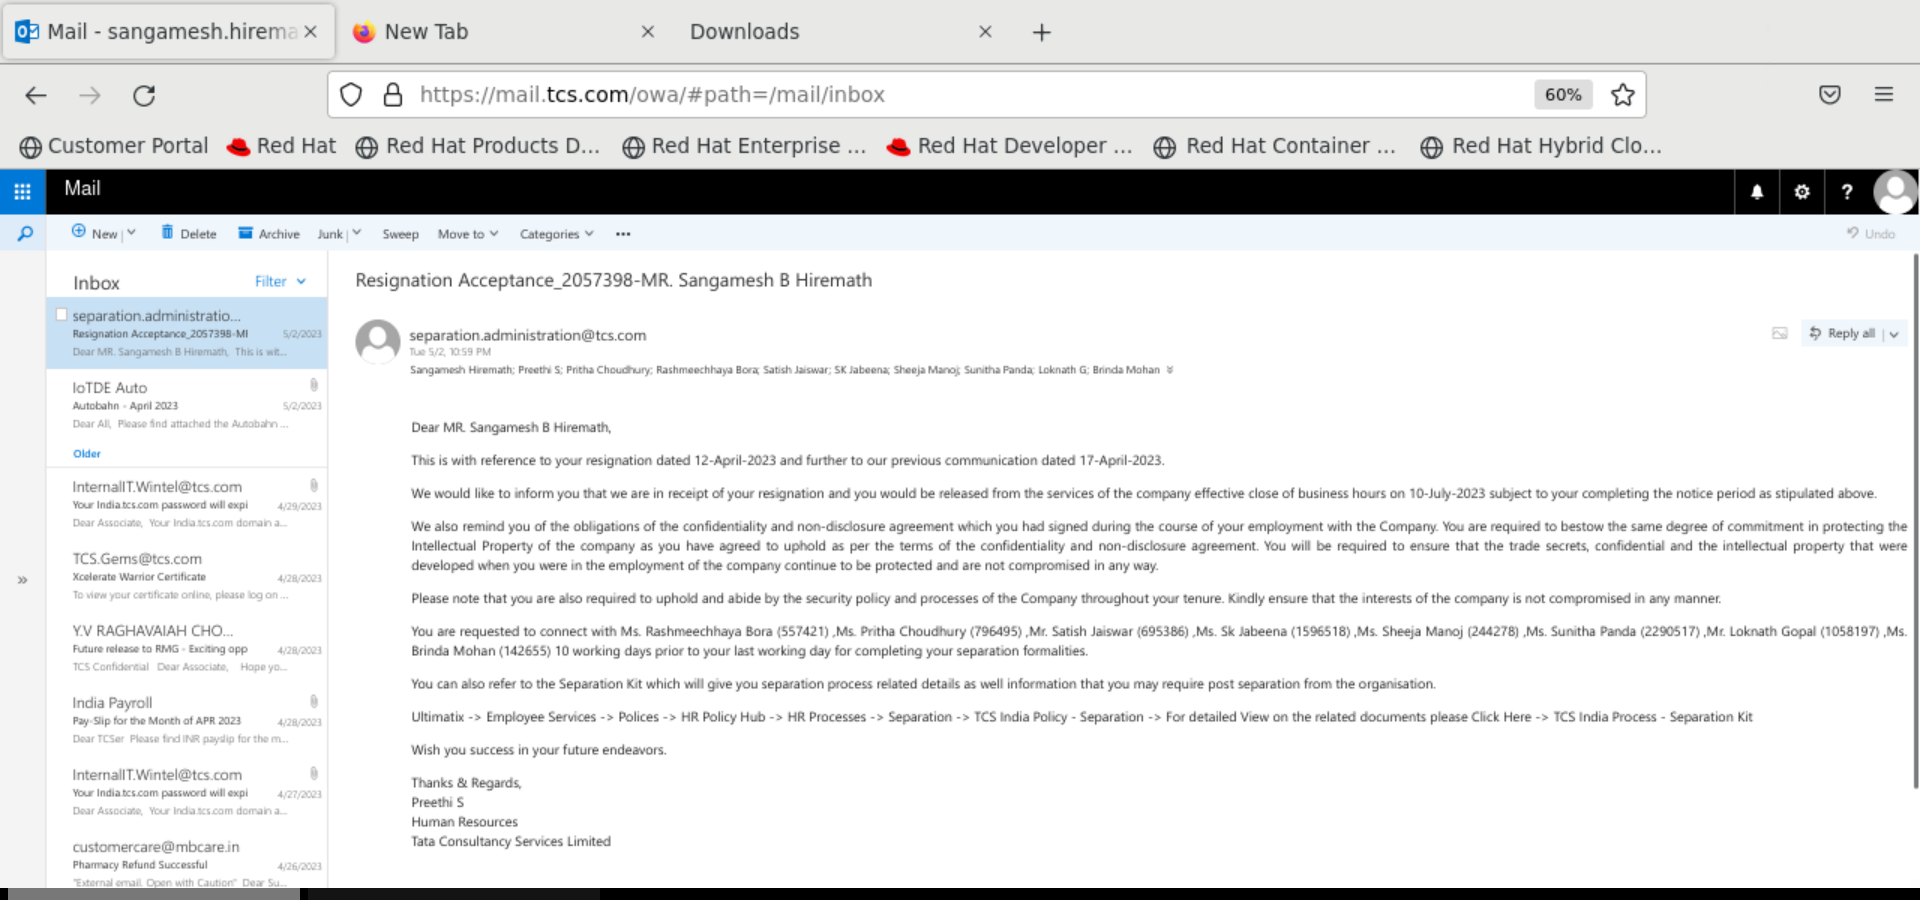 Mail - sangamesh.hirema
New Tab
Downloads
https://mail.tcs.com/owa/#path=/mail/inbox
60%
Customer Portal
Red Hat
Red Hat Products D...
Red Hat Enterprise ...
Red Hat Developer ...
Red Hat Container ...
Red Hat Hybrid Clo...
Mail
New
Delete
Archive
Junk
Sweep
Move to
Categories
Undo
Inbox
Filter
separation.administratio...
Resignation Acceptance_2057398-MI 5/2/2023
Dear MR. Sangamesh B Hiremath, This is wit...
IoTDE Auto
Autobahn - April 2023 5/2/2023
Dear All, Please find attached the Autobahn ...
Older
InternalIT.Wintel@tcs.com
Your India.tcs.com password will expi 4/29/2023
Dear Associate, Your India.tcs.com domain a...
TCS.Gems@tcs.com
Xcelerate Warrior Certificate 4/28/2023
To view your certificate online, please log on ...
Y.V RAGHAVAIAH CHO...
Future release to RMG - Exciting opp 4/28/2023
TCS Confidential Dear Associate, Hope yo...
India Payroll
Pay-Slip for the Month of APR 2023 4/28/2023
Dear TCSer Please find INR payslip for the m...
InternalIT.Wintel@tcs.com
Your India.tcs.com password will expi 4/27/2023
Dear Associate, Your India.tcs.com domain a...
customercare@mbcare.in
Pharmacy Refund Successful 4/26/2023
"External email. Open with Caution" Dear Su...
Resignation Acceptance_2057398-MR. Sangamesh B Hiremath
separation.administration@tcs.com
Tue 5/2, 10:59 PM
Reply all
Sangamesh Hiremath; Preethi S; Pritha Choudhury; Rashmeechhaya Bora; Satish Jaiswar; SK Jabeena; Sheeja Manoj; Sunitha Panda; Loknath G; Brinda Mohan
Dear MR. Sangamesh B Hiremath,
This is with reference to your resignation dated 12-April-2023 and further to our previous communication dated 17-April-2023.
We would like to inform you that we are in receipt of your resignation and you would be released from the services of the company effective close of business hours on 10-July-2023 subject to your completing the notice period as stipulated above.
We also remind you of the obligations of the confidentiality and non-disclosure agreement which you had signed during the course of your employment with the Company. You are required to bestow the same degree of commitment in protecting the
Intellectual Property of the company as you have agreed to uphold as per the terms of the confidentiality and non-disclosure agreement. You will be required to ensure that the trade secrets, confidential and the intellectual property that were
developed when you were in the employment of the company continue to be protected and are not compromised in any way.
Please note that you are also required to uphold and abide by the security policy and processes of the Company throughout your tenure. Kindly ensure that the interests of the company is not compromised in any manner.
You are requested to connect with Ms. Rashmeechhaya Bora (557421) ,Ms. Pritha Choudhury (796495) ,Mr. Satish Jaiswar (695386) ,Ms. Sk Jabeena (1596518) ,Ms. Sheeja Manoj (244278) ,Ms. Sunitha Panda (2290517) ,Mr. Loknath Gopal (1058197) ,Ms.
Brinda Mohan (142655) 10 working days prior to your last working day for completing your separation formalities.
You can also refer to the Separation Kit which will give you separation process related details as well information that you may require post separation from the organisation.
Ultimatix -> Employee Services -> Polices -> HR Policy Hub -> HR Processes -> Separation -> TCS India Policy - Separation -> For detailed View on the related documents please Click Here -> TCS India Process - Separation Kit
Wish you success in your future endeavors.
Thanks & Regards,
Preethi S
Human Resources
Tata Consultancy Services Limited